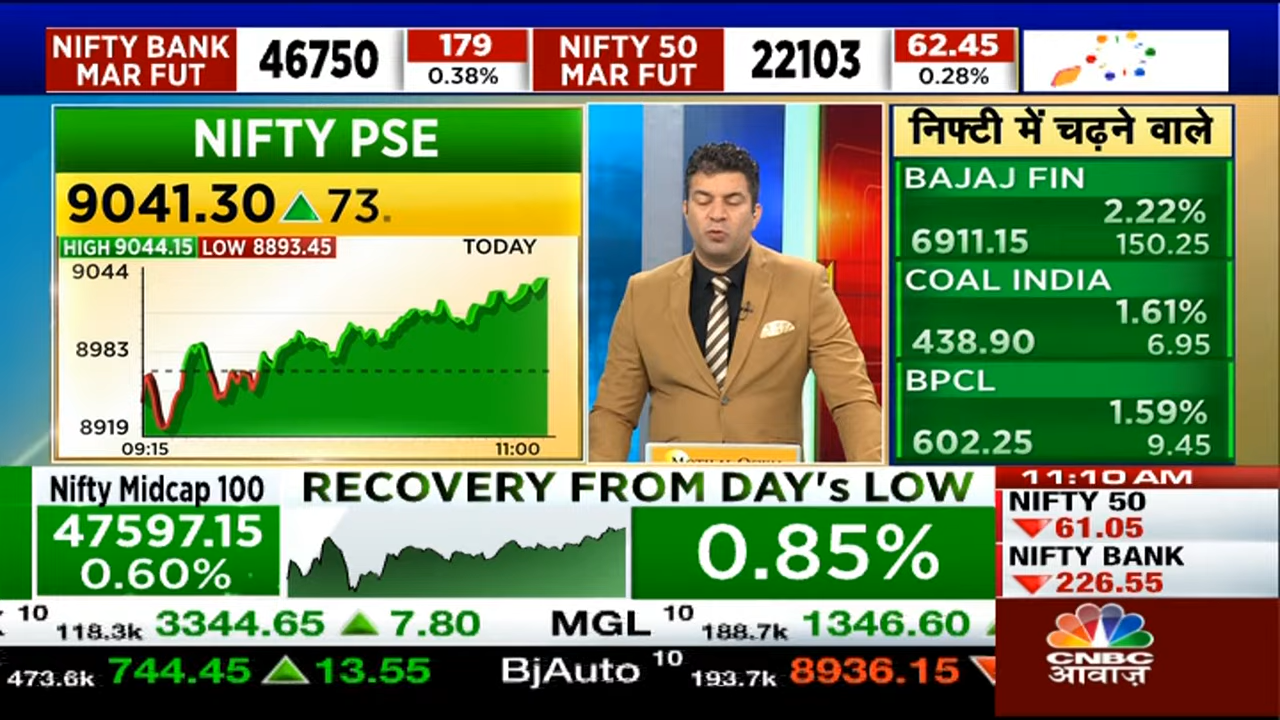 NIFTY BANK
MAR FUT
46750
179
0.38%
NIFTY 50
MAR FUT
22103
62.45
0.28%
NIFTY PSE
9041.30 ▲ 73.
HIGH 9044.15 LOW 8893.45
TODAY
9044
8983
8919
09:15 11:00
निफ्टी में चढ़ने वाले
BAJAJ FIN
2.22%
6911.15 150.25
COAL INDIA
1.61%
438.90 6.95
BPCL
1.59%
602.25 9.45
Nifty Midcap 100
47597.15
0.60%
RECOVERY FROM DAY's LOW
0.85%
11:10 AM
NIFTY 50
▼ 61.05
NIFTY BANK
▼ 226.55
10 118.3k 3344.65 ▲ 7.80 MGL 10 188.7k 1346.60
473.6k 744.45 ▲ 13.55 BjAuto 10 193.7k 8936.15
CNBC
आवाज़